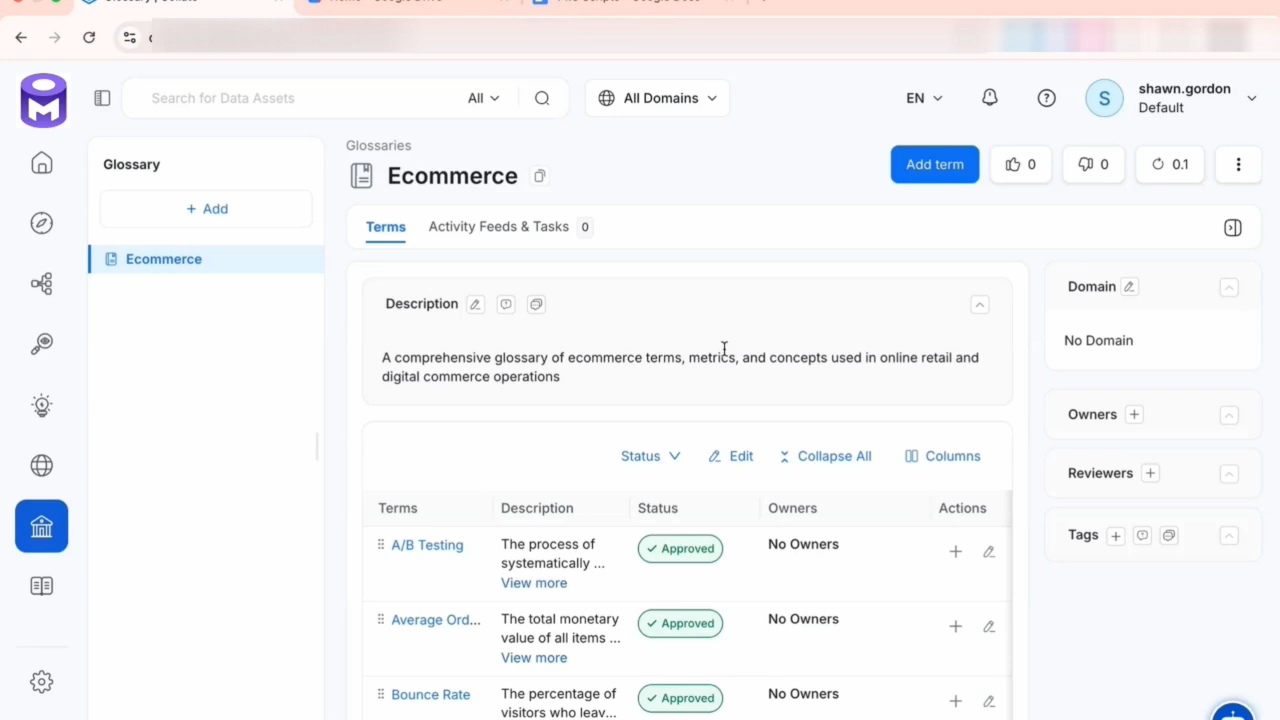 Search for Data Assets
All
All Domains
EN
S
shawn.gordon
Default
Glossary
+ Add
Ecommerce
Glossaries
Ecommerce
Add term
0
0
0.1
Terms
Activity Feeds & Tasks
0
Description
A comprehensive glossary of ecommerce terms, metrics, and concepts used in online retail and
digital commerce operations
Status
Edit
Collapse All
Columns
Terms Description Status Owners Actions
A/B Testing
The process of
systematically ...
View more
Approved
No Owners
Average Ord...
The total monetary
value of all items ...
View more
Approved
No Owners
Bounce Rate
The percentage of
visitors who leav...
Approved
No Owners
Domain
No Domain
Owners
Reviewers
Tags